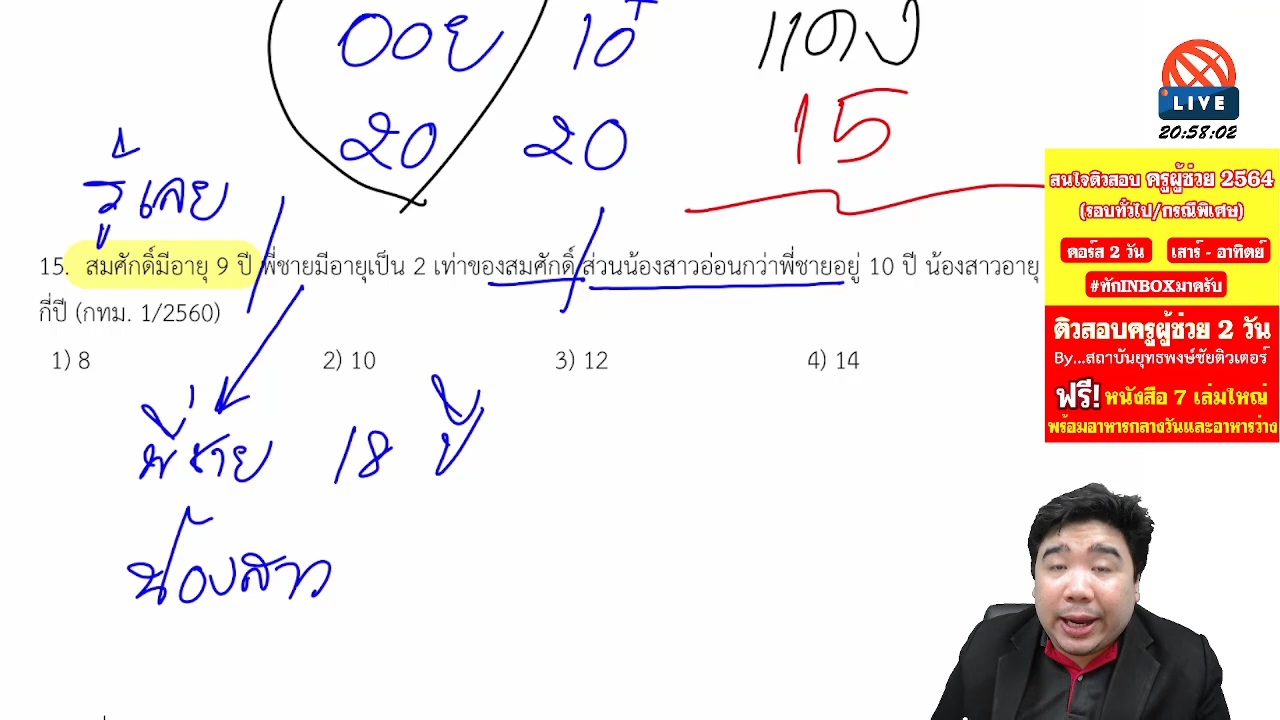 ออย 10 แดง
20 20 15
รู้เลย
15. สมศักดิ์มีอายุ 9 ปี พี่ชายมีอายุเป็น 2 เท่าของสมศักดิ์ ส่วนน้องสาวอ่อนกว่าพี่ชายอยู่ 10 ปี น้องสาวอายุ
กี่ปี (กทม. 1/2560)
1) 8 2) 10 3) 12 4) 14
พี่ชาย 18 ปี
น้องสาว
LIVE
20:58:02
สนใจติวสอบ ครูผู้ช่วย 2564
(รอบทั่วไป/กรณีพิเศษ)
คอร์ส 2 วัน เสาร์ - อาทิตย์
#ทักINBOXมาครับ
ติวสอบครูผู้ช่วย 2 วัน
By...สถาบันยุทธพงษ์ชัยติวเตอร์
ฟรี! หนังสือ 7 เล่มใหญ่
พร้อมอาหารกลางวันและอาหารว่าง